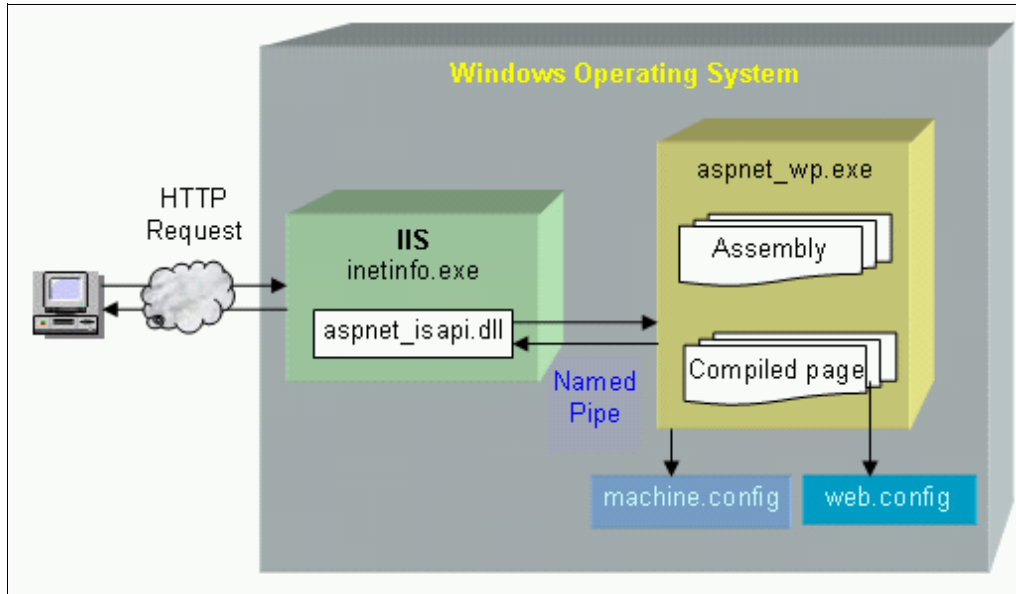 Windows Operating System
HTTP
Request
IIS
inetinfo.exe
aspnet_isapi.dll
Named
Pipe
aspnet_wp.exe
Assembly
Compiled page
machine.config
web.config